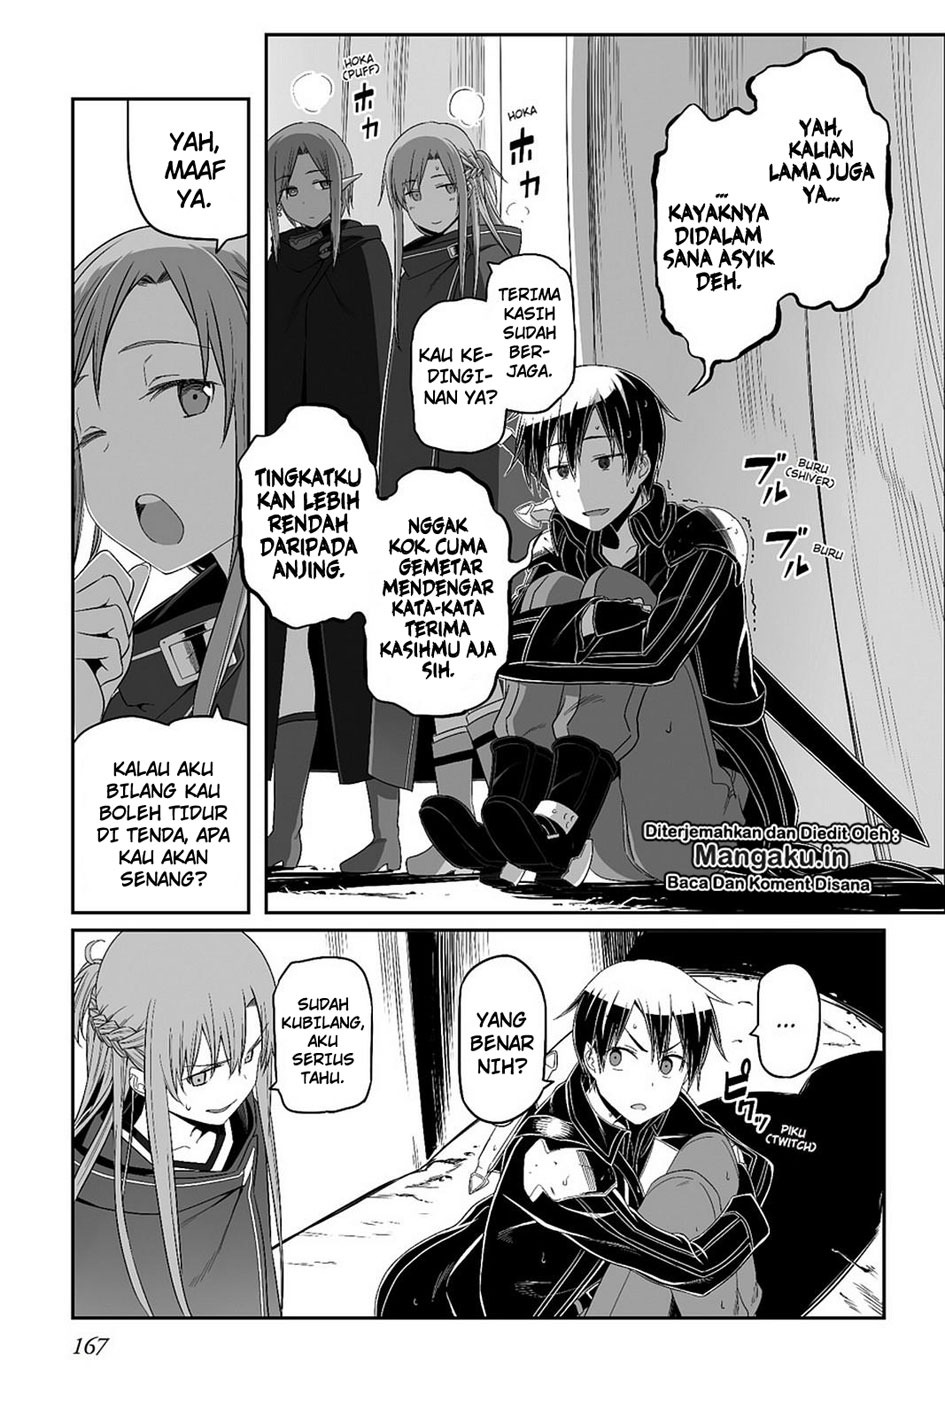 YAH,
KALIAN
LAMA JUGA
YA...
...
KAYAKNYA
DIDALAM
SANA ASYIK
DEH.
HOKA
(PUFF)
ホカ
HOKA
ホカ
TERIMA
KASIH
SUDAH
BER-
JAGA.
KAU KE-
DINGI-
NAN YA?
ブル
BURU
(SHIVER)
ブル
BURU
NGGAK
KOK. CUMA
GEMETAR
MENDENGAR
KATA-KATA
TERIMA
KASIHMU AJA
SIH.
TINGKATKU
KAN LEBIH
RENDAH
DARIPADA
ANJING.
Diterjemahkan dan Diedit Oleh :
Mangaku.in
Baca Dan Koment Disana
YAH,
MAAF
YA.
KALAU AKU
BILANG KAU
BOLEH TIDUR
DI TENDA, APA
KAU AKAN
SENANG?
...
ピクッ
PIKU
(TWITCH)
YANG
BENAR
NIH?
SUDAH
KUBILANG,
AKU
SERIUS
TAHU.
167